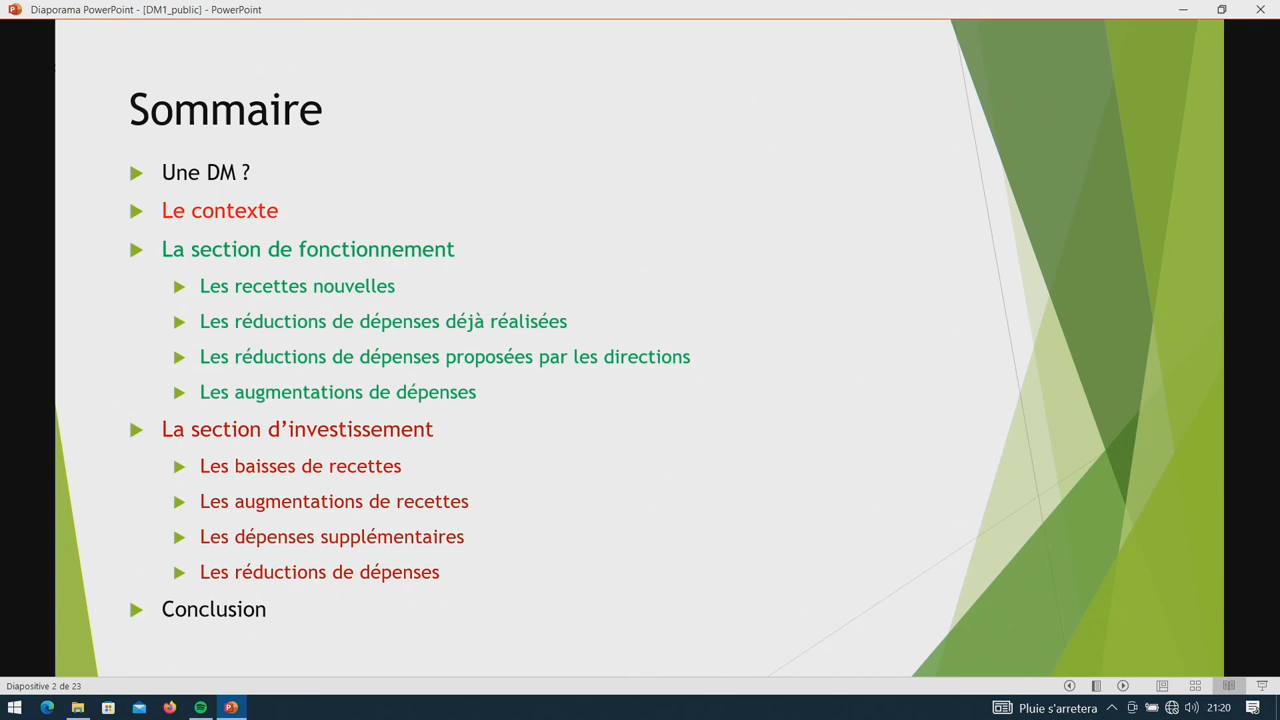 Diaporama PowerPoint - [DM1_public] - PowerPoint
Sommaire
Une DM ?
Le contexte
La section de fonctionnement
Les recettes nouvelles
Les réductions de dépenses déjà réalisées
Les réductions de dépenses proposées par les directions
Les augmentations de dépenses
La section d’investissement
Les baisses de recettes
Les augmentations de recettes
Les dépenses supplémentaires
Les réductions de dépenses
Conclusion
Diapositive 2 de 23
Pluie s'arretera
21:20